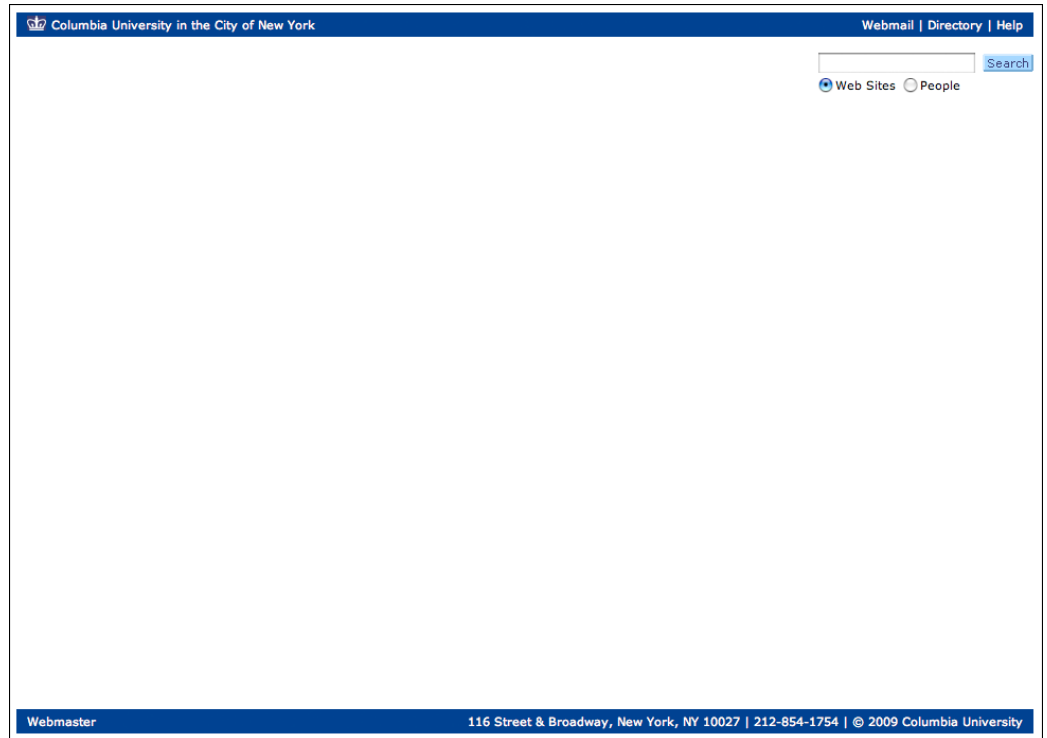 Columbia University in the City of New York Webmail | Directory | Help
Search
Web Sites People
Webmaster 116 Street & Broadway, New York, NY 10027 | 212-854-1754 | © 2009 Columbia University